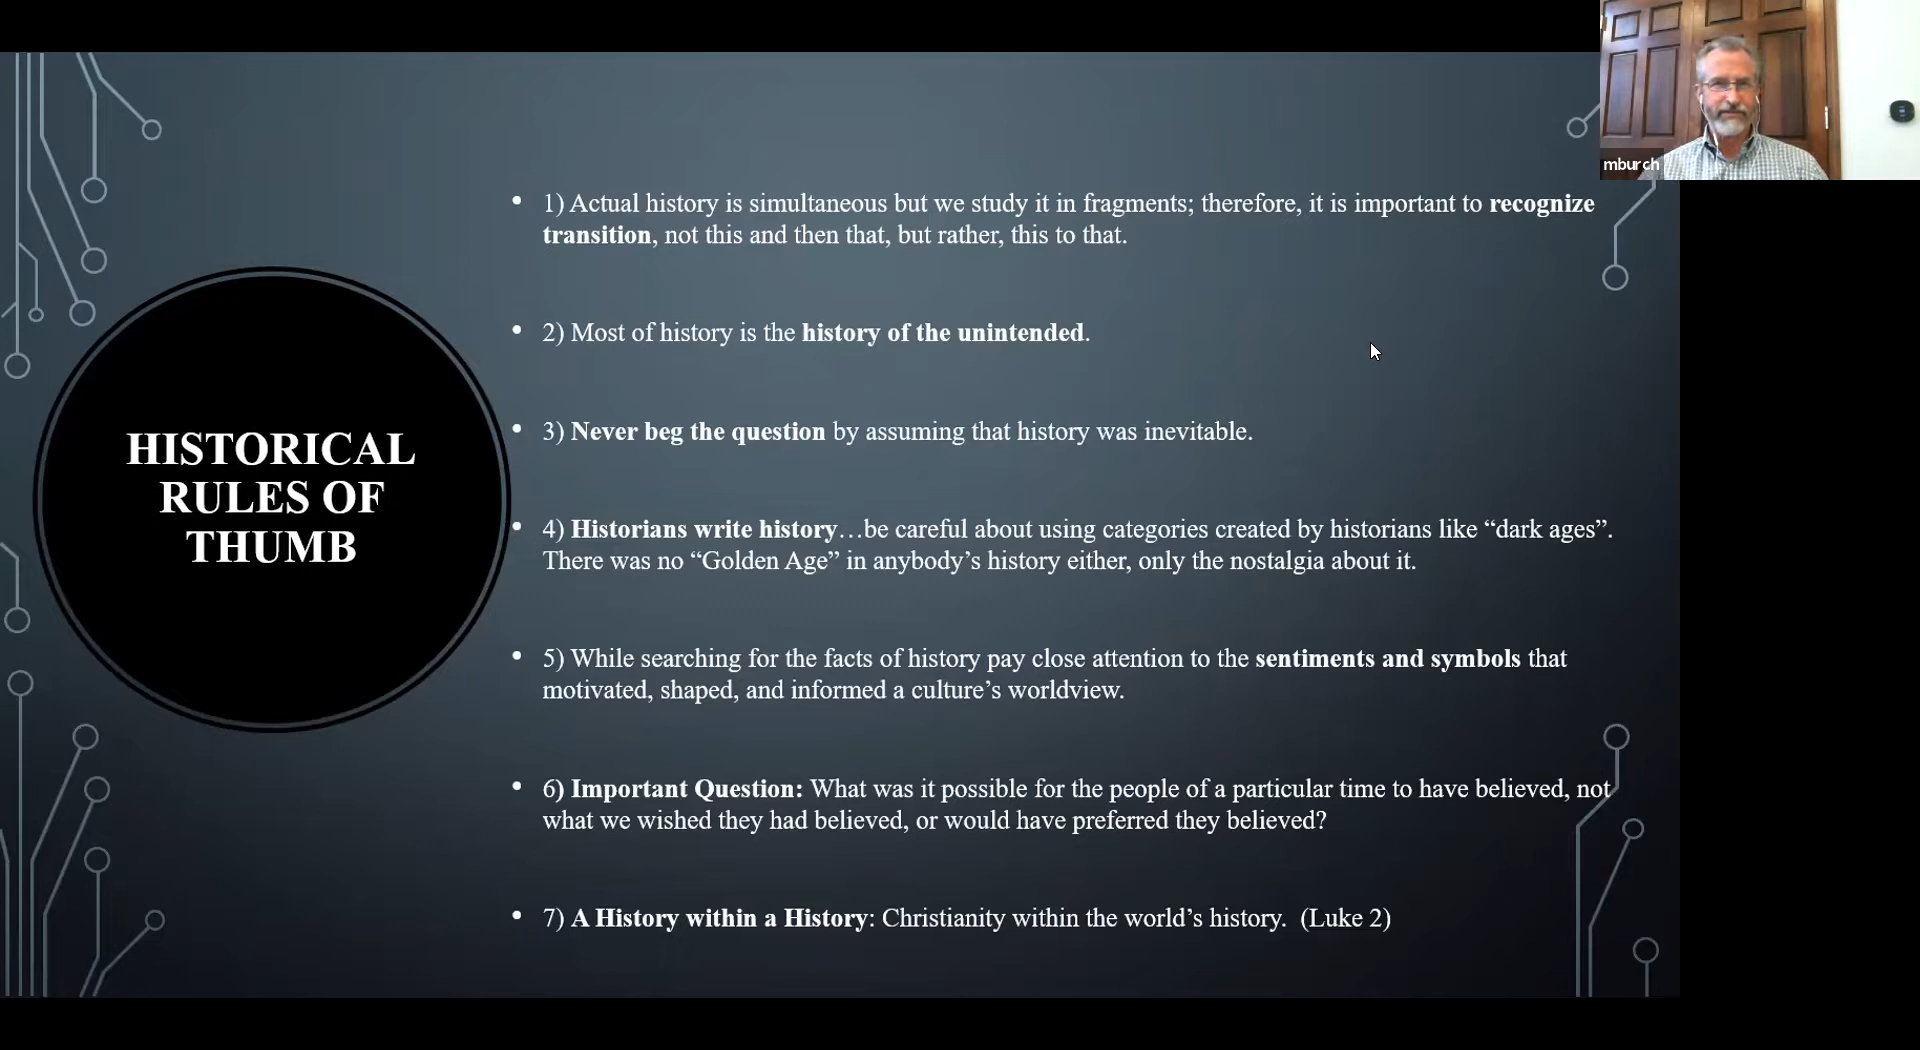 mburch
HISTORICAL
RULES OF
THUMB
• 1) Actual history is simultaneous but we study it in fragments; therefore, it is important to recognize
transition, not this and then that, but rather, this to that.
• 2) Most of history is the history of the unintended.
• 3) Never beg the question by assuming that history was inevitable.
• 4) Historians write history…be careful about using categories created by historians like “dark ages”.
There was no “Golden Age” in anybody’s history either, only the nostalgia about it.
• 5) While searching for the facts of history pay close attention to the sentiments and symbols that
motivated, shaped, and informed a culture’s worldview.
• 6) Important Question: What was it possible for the people of a particular time to have believed, not
what we wished they had believed, or would have preferred they believed?
• 7) A History within a History: Christianity within the world’s history.  (Luke 2)